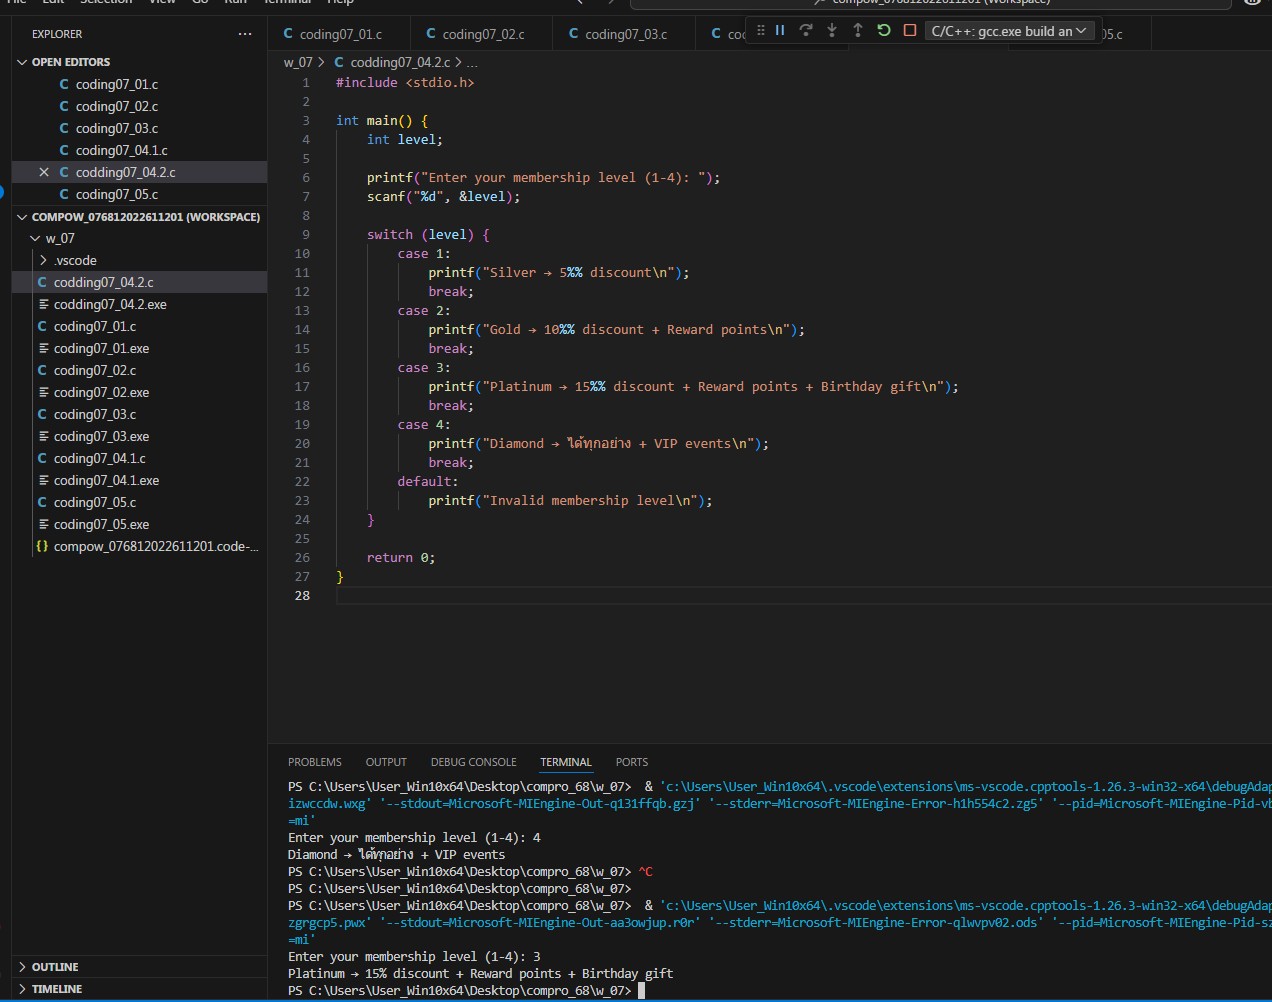 File Edit Selection View Go Run Terminal Help
compow_076812022611201 (Workspace)
EXPLORER
C/C++: gcc.exe build an
OPEN EDITORS
coding07_01.c
coding07_02.c
coding07_03.c
coding07_04.1.c
codding07_04.2.c
coding07_05.c
COMPOW_076812022611201 (WORKSPACE)
w_07
.vscode
codding07_04.2.c
codding07_04.2.exe
coding07_01.c
coding07_01.exe
coding07_02.c
coding07_02.exe
coding07_03.c
coding07_03.exe
coding07_04.1.c
coding07_04.1.exe
coding07_05.c
coding07_05.exe
compow_076812022611201.code-...
OUTLINE
TIMELINE
coding07_01.c coding07_02.c coding07_03.c
w_07 > C codding07_04.2.c > ...
1 #include <stdio.h>
2
3 int main() {
4 int level;
5
6 printf("Enter your membership level (1-4): ");
7 scanf("%d", &level);
8
9 switch (level) {
10 case 1:
11 printf("Silver → 5%% discount\n");
12 break;
13 case 2:
14 printf("Gold → 10%% discount + Reward points\n");
15 break;
16 case 3:
17 printf("Platinum → 15%% discount + Reward points + Birthday gift\n");
18 break;
19 case 4:
20 printf("Diamond → ได้ทุกอย่าง + VIP events\n");
21 break;
22 default:
23 printf("Invalid membership level\n");
24 }
25
26 return 0;
27 }
28
PROBLEMS OUTPUT DEBUG CONSOLE TERMINAL PORTS
PS C:\Users\User_Win10x64\Desktop\compro_68\w_07> & 'c:\Users\User_Win10x64\.vscode\extensions\ms-vscode.cpptools-1.26.3-win32-x64\debugAdap
izwccdw.wxg' '--stdout=Microsoft-MIEngine-Out-q131ffqb.gzj' '--stderr=Microsoft-MIEngine-Error-h1h554c2.zg5' '--pid=Microsoft-MIEngine-Pid-vb
=mi'
Enter your membership level (1-4): 4
Diamond → ได้ทุกอย่าง + VIP events
PS C:\Users\User_Win10x64\Desktop\compro_68\w_07> ^C
PS C:\Users\User_Win10x64\Desktop\compro_68\w_07>
PS C:\Users\User_Win10x64\Desktop\compro_68\w_07> & 'c:\Users\User_Win10x64\.vscode\extensions\ms-vscode.cpptools-1.26.3-win32-x64\debugAdap
zgrgcp5.pwx' '--stdout=Microsoft-MIEngine-Out-aa3owjup.r0r' '--stderr=Microsoft-MIEngine-Error-qlwvpv02.ods' '--pid=Microsoft-MIEngine-Pid-sz
=mi'
Enter your membership level (1-4): 3
Platinum → 15% discount + Reward points + Birthday gift
PS C:\Users\User_Win10x64\Desktop\compro_68\w_07>